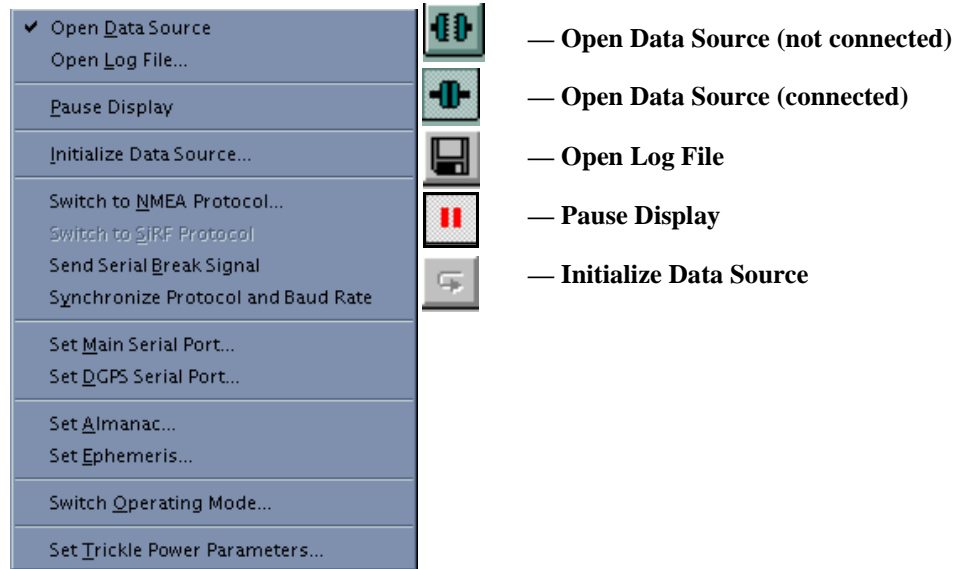 ✔ Open Data Source
Open Log File...
Pause Display
Initialize Data Source...
Switch to NMEA Protocol...
Switch to SiRF Protocol
Send Serial Break Signal
Synchronize Protocol and Baud Rate
Set Main Serial Port...
Set DGPS Serial Port...
Set Almanac...
Set Ephemeris...
Switch Operating Mode...
Set Trickle Power Parameters...
— Open Data Source (not connected)
— Open Data Source (connected)
— Open Log File
— Pause Display
— Initialize Data Source